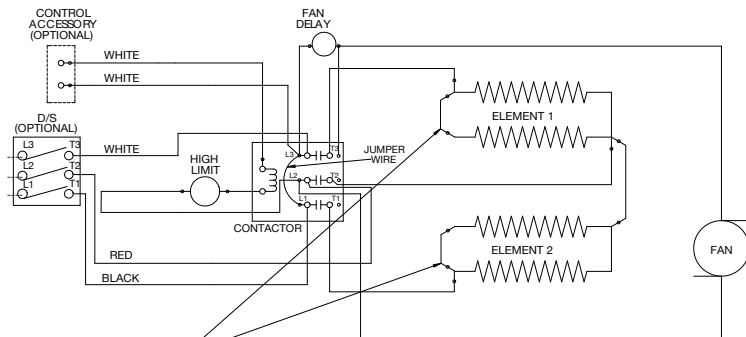 CONTROL
ACCESSORY
(OPTIONAL)
FAN
DELAY
WHITE
WHITE
ELEMENT 1
D/S
(OPTIONAL)
L3 T3
L2 T2
L1 T1
WHITE
HIGH
LIMIT
L3 T3
L2 T2
L1 T1
JUMPER
WIRE
CONTACTOR
RED
BLACK
ELEMENT 2
FAN